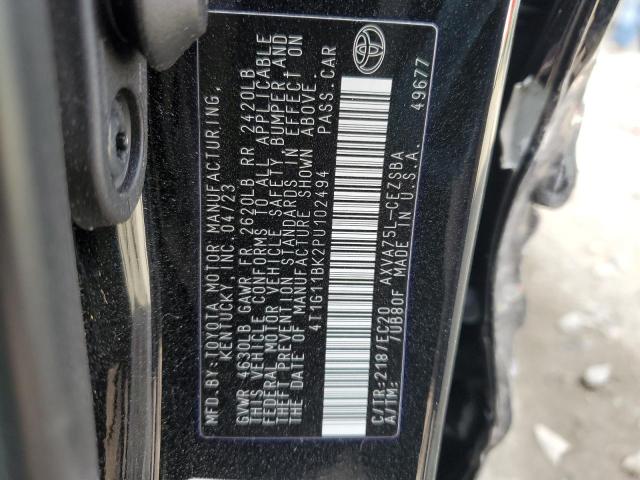 MFD. BY: TOYOTA MOTOR MANUFACTURING,
KENTUCKY, INC. 04/23
GVWR 4630LB GAWR FR 2620LB RR 2420LB
THIS VEHICLE CONFORMS TO ALL APPLICABLE
FEDERAL MOTOR VEHICLE SAFETY, BUMPER AND
THEFT PREVENTION STANDARDS IN EFFECT ON
THE DATE OF MANUFACTURE SHOWN ABOVE.
4T1G11BK2PU102494 PASS.CAR
C/TR: 218/EC20 AXVA75L-CEZSBA
A/TM: /UB80F MADE IN U.S.A. 49677